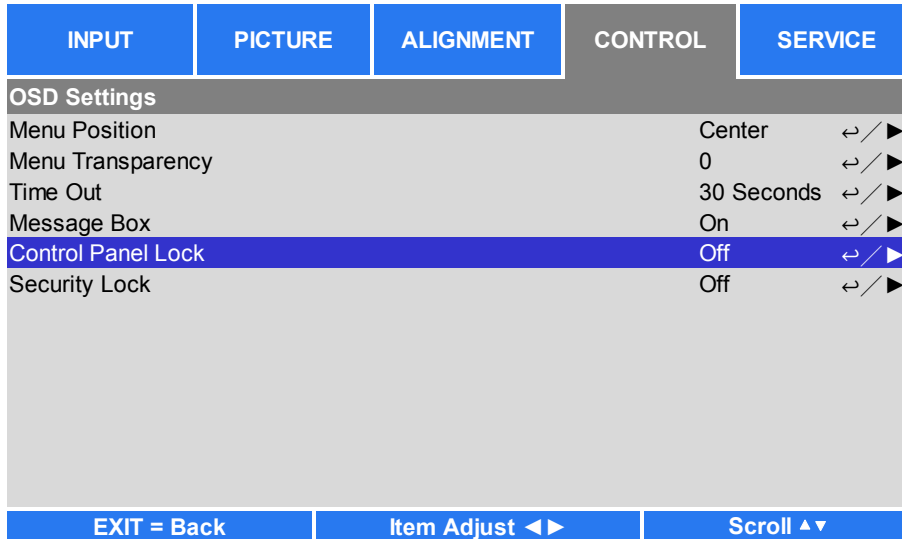 INPUT PICTURE ALIGNMENT CONTROL SERVICE
OSD Settings
Menu Position Center ↩/▶
Menu Transparency 0 ↩/▶
Time Out 30 Seconds ↩/▶
Message Box On ↩/▶
Control Panel Lock Off ↩/▶
Security Lock Off ↩/▶
EXIT = Back Item Adjust ◀▶ Scroll ▲▼